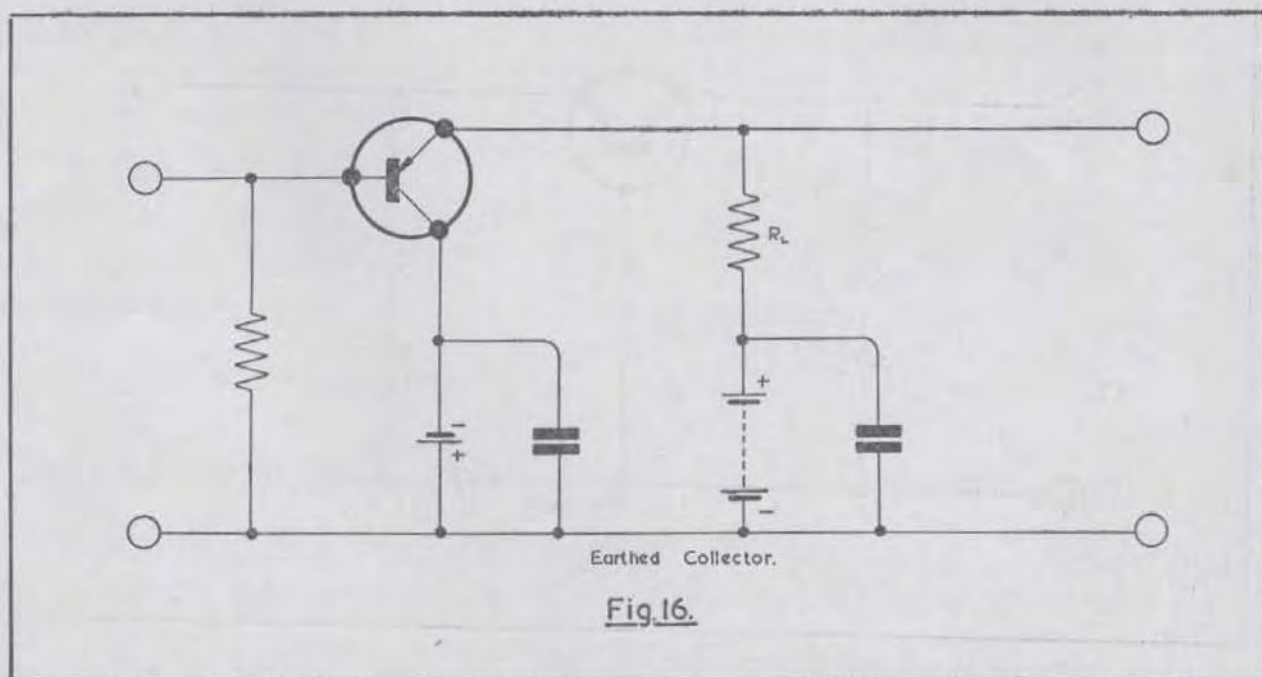 R_L
-
+
+
-
Earthed Collector.
Fig.16.